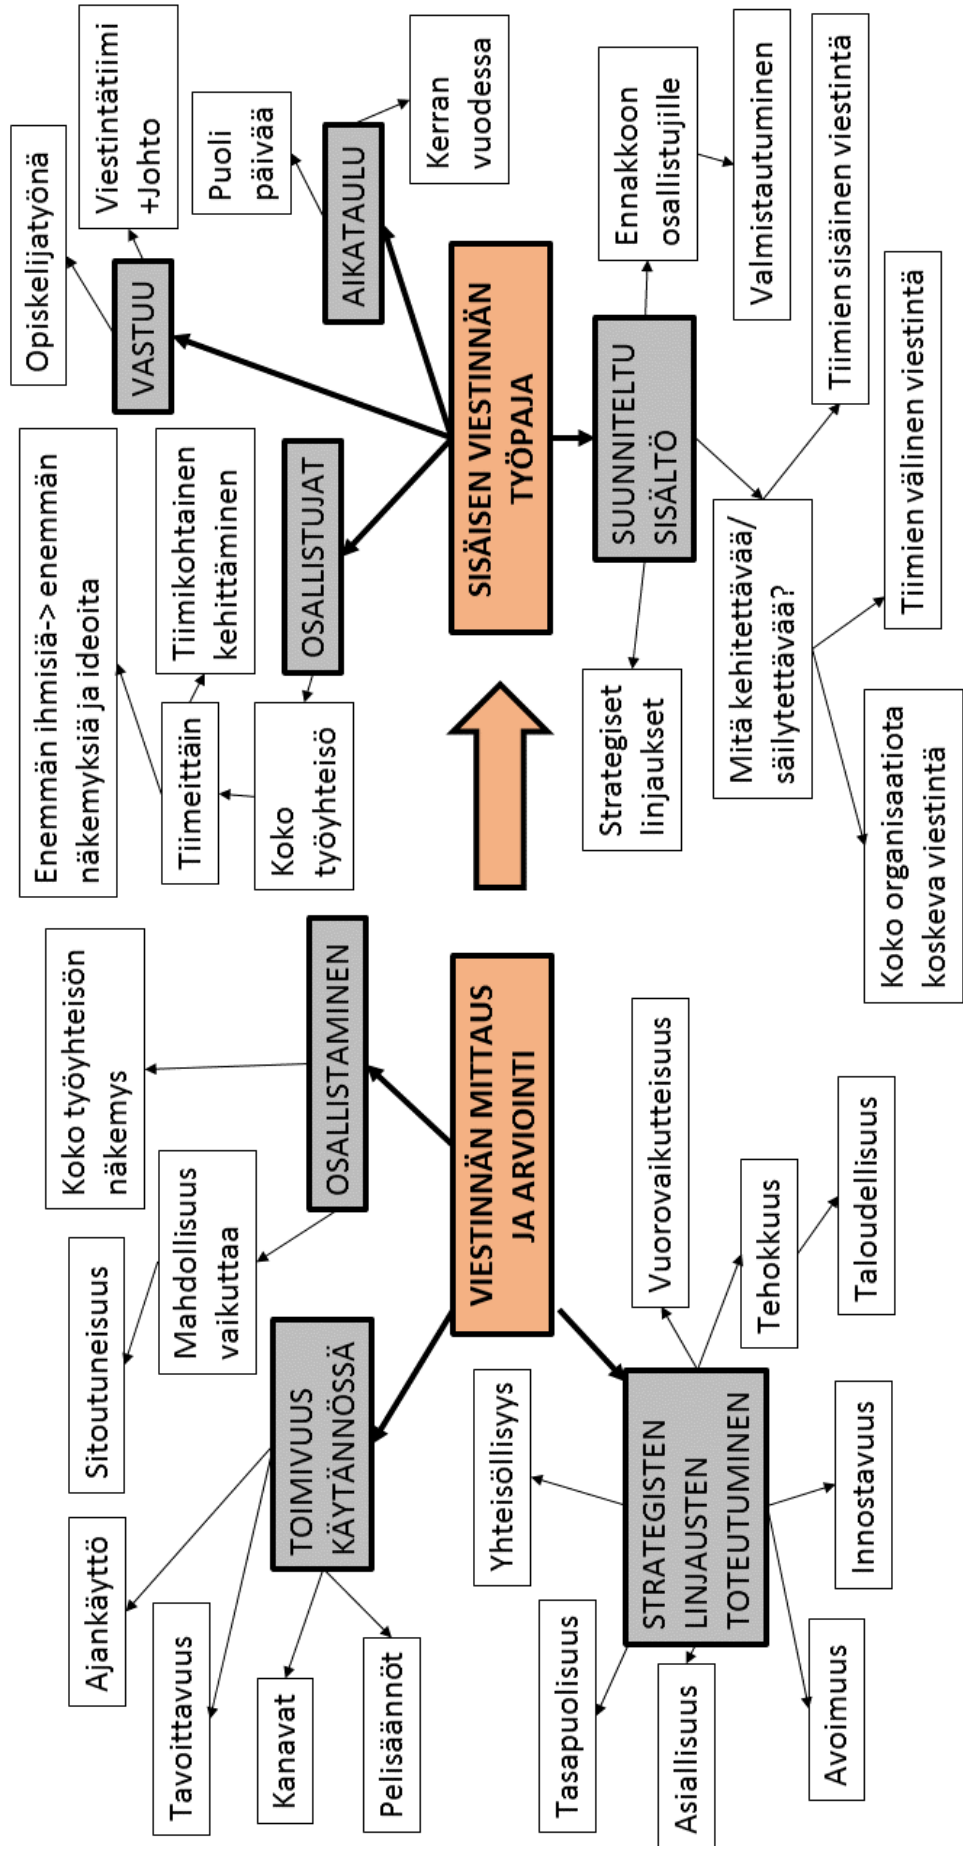 Ajankäyttö
Tavoittavuus
Kanavat
Pelisäännöt
TOIMIVUUS
KÄYTÄNNÖSSÄ
Sitoutuneisuus
Mahdollisuus
vaikuttaa
Koko työyhteisön
näkemys
OSALLISTAMINEN
VIESTINNÄN MITTAUS
JA ARVIOINTI
Yhteisöllisyys
Tasapuolisuus
Asiallisuus
Avoimuus
Innostavuus
STRATEGISTEN
LINJAUSTEN
TOTEUTUMINEN
Vuorovaikutteisuus
Tehokkuus
Taloudellisuus
Enemmän ihmisiä-> enemmän
näkemyksiä ja ideoita
Tiimeittäin
Tiimikohtainen
kehittäminen
Koko
työyhteisö
OSALLISTUJAT
Opiskelijatyönä
Viestintätiimi
+Johto
VASTUU
Puoli
päivää
AIKATAULU
Kerran
vuodessa
SISÄISEN VIESTINNÄN
TYÖPAJA
SUUNNITELTU
SISÄLTÖ
Strategiset
linjaukset
Ennakkoon
osallistujille
Valmistautuminen
Mitä kehitettävää/
säilytettävää?
Tiimien sisäinen viestintä
Tiimien välinen viestintä
Koko organisaatiota
koskeva viestintä